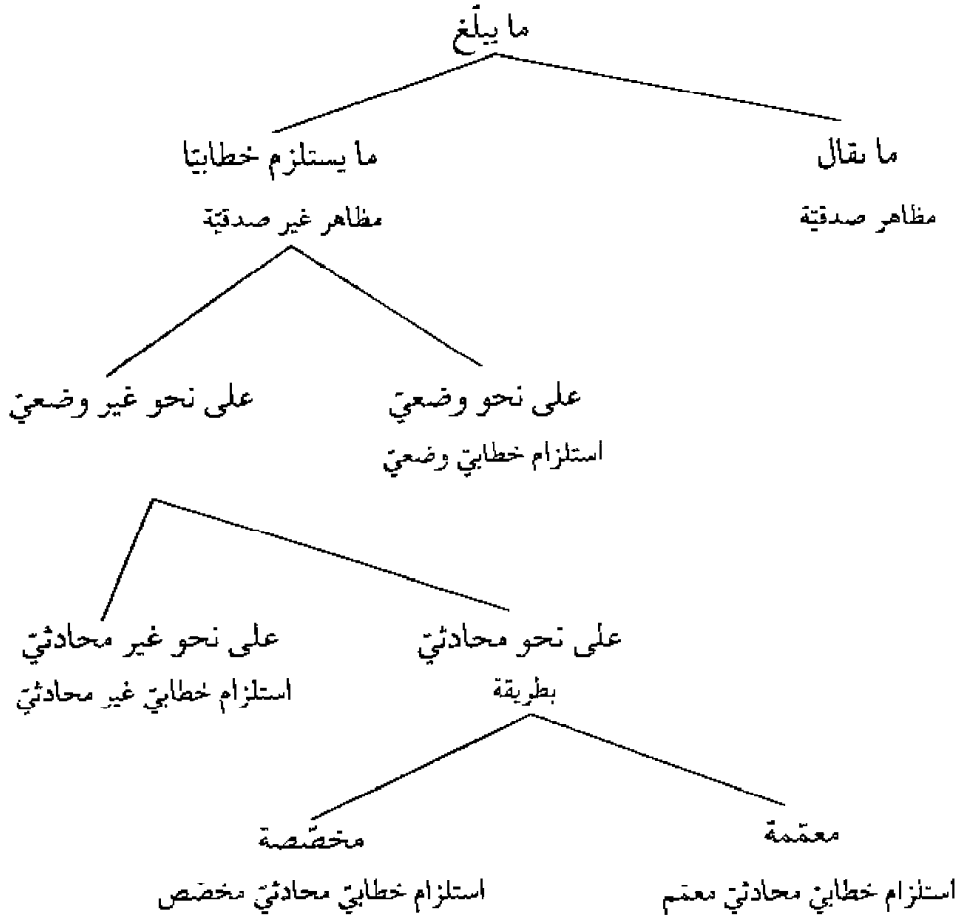 ما يبلّغ
ما يقال
ما يستلزم خطابيّا
مظاهر صدقيّة
مظاهر غير صدقيّة
على نحو وضعيّ
على نحو غير وضعيّ
استلزام خطابيّ وضعيّ
على نحو محادثيّ
على نحو غير محادثيّ
بطريقة
استلزام خطابيّ غير محادثيّ
معمّمة
مخصّصة
استلزام خطابيّ محادثيّ معمّم
استلزام خطابيّ محادثيّ مخصّص